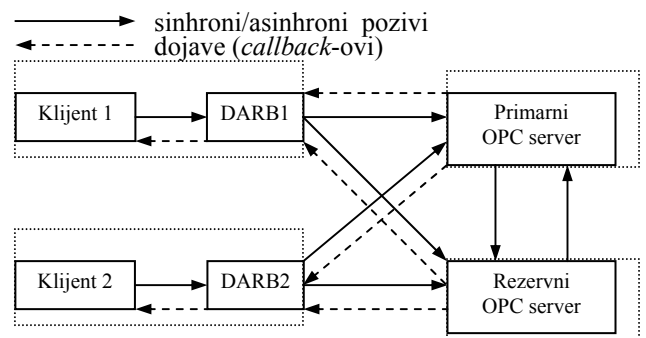 sinhroni/asinhroni pozivi
dojave (callback-ovi)
Klijent 1
DARB1
Primarni
OPC server
Klijent 2
DARB2
Rezervni
OPC server